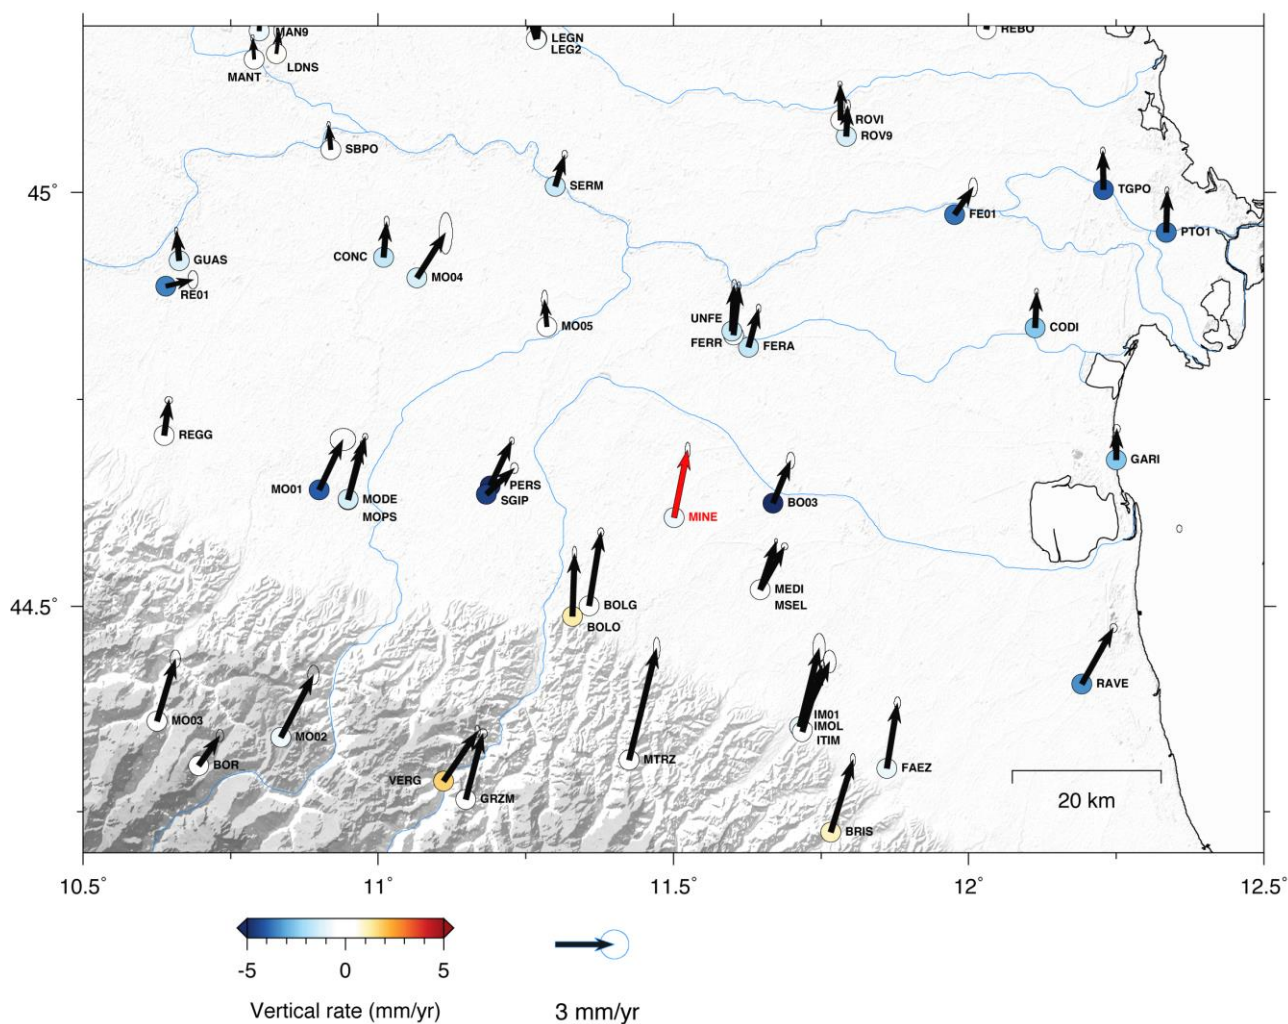 MAN9
MANT
LDNS
LEGN
LEG2
REBO
ROVI
ROV9
SBPO
SERM
45°
TGPO
FE01
PTO1
GUAS
CONC
MO04
RE01
MO05
UNFE
FERR
FERA
CODI
REGG
GARI
MO01
MODE
MOPS
PERS
SGIP
MINE
BO03
44.5°
BOLG
BOLO
MEDI
MSEL
RAVE
MO03
MO02
BOR
IM01
IMOL
ITIM
MTRZ
FAEZ
VERG
GRZM
BRIS
20 km
10.5° 11° 11.5° 12° 12.5°
-5 0 5
Vertical rate (mm/yr)
3 mm/yr